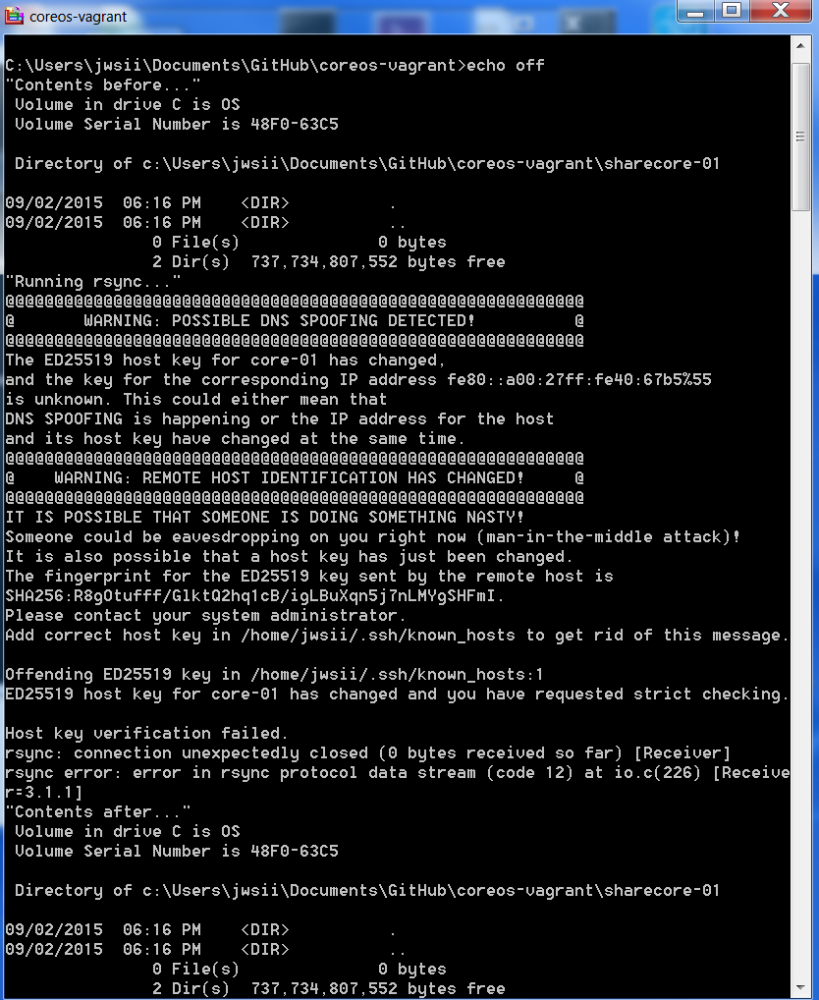 coreos-vagrant
C:\Users\jwsii\Documents\GitHub\coreos-vagrant>echo off
"Contents before..."
 Volume in drive C is OS
 Volume Serial Number is 48F0-63C5

 Directory of c:\Users\jwsii\Documents\GitHub\coreos-vagrant\sharecore-01

09/02/2015  06:16 PM    <DIR>          .
09/02/2015  06:16 PM    <DIR>          ..
               0 File(s)              0 bytes
               2 Dir(s)  737,734,807,552 bytes free
"Running rsync..."
@@@@@@@@@@@@@@@@@@@@@@@@@@@@@@@@@@@@@@@@@@@@@@@@@@@@@@@@@@@
@       WARNING: POSSIBLE DNS SPOOFING DETECTED!          @
@@@@@@@@@@@@@@@@@@@@@@@@@@@@@@@@@@@@@@@@@@@@@@@@@@@@@@@@@@@
The ED25519 host key for core-01 has changed,
and the key for the corresponding IP address fe80::a00:27ff:fe40:67b5%55
is unknown. This could either mean that
DNS SPOOFING is happening or the IP address for the host
and its host key have changed at the same time.
@@@@@@@@@@@@@@@@@@@@@@@@@@@@@@@@@@@@@@@@@@@@@@@@@@@@@@@@@@@
@    WARNING: REMOTE HOST IDENTIFICATION HAS CHANGED!     @
@@@@@@@@@@@@@@@@@@@@@@@@@@@@@@@@@@@@@@@@@@@@@@@@@@@@@@@@@@@
IT IS POSSIBLE THAT SOMEONE IS DOING SOMETHING NASTY!
Someone could be eavesdropping on you right now (man-in-the-middle attack)!
It is also possible that a host key has just been changed.
The fingerprint for the ED25519 key sent by the remote host is
SHA256:R8gOtufff/GlktQ2hq1cB/igLBuXqn5j7nLMYgSHFmI.
Please contact your system administrator.
Add correct host key in /home/jwsii/.ssh/known_hosts to get rid of this message.

Offending ED25519 key in /home/jwsii/.ssh/known_hosts:1
ED25519 host key for core-01 has changed and you have requested strict checking.

Host key verification failed.
rsync: connection unexpectedly closed (0 bytes received so far) [Receiver]
rsync error: error in rsync protocol data stream (code 12) at io.c(226) [Receive
r=3.1.1]
"Contents after..."
 Volume in drive C is OS
 Volume Serial Number is 48F0-63C5

 Directory of c:\Users\jwsii\Documents\GitHub\coreos-vagrant\sharecore-01

09/02/2015  06:16 PM    <DIR>          .
09/02/2015  06:16 PM    <DIR>          ..
               0 File(s)              0 bytes
               2 Dir(s)  737,734,807,552 bytes free